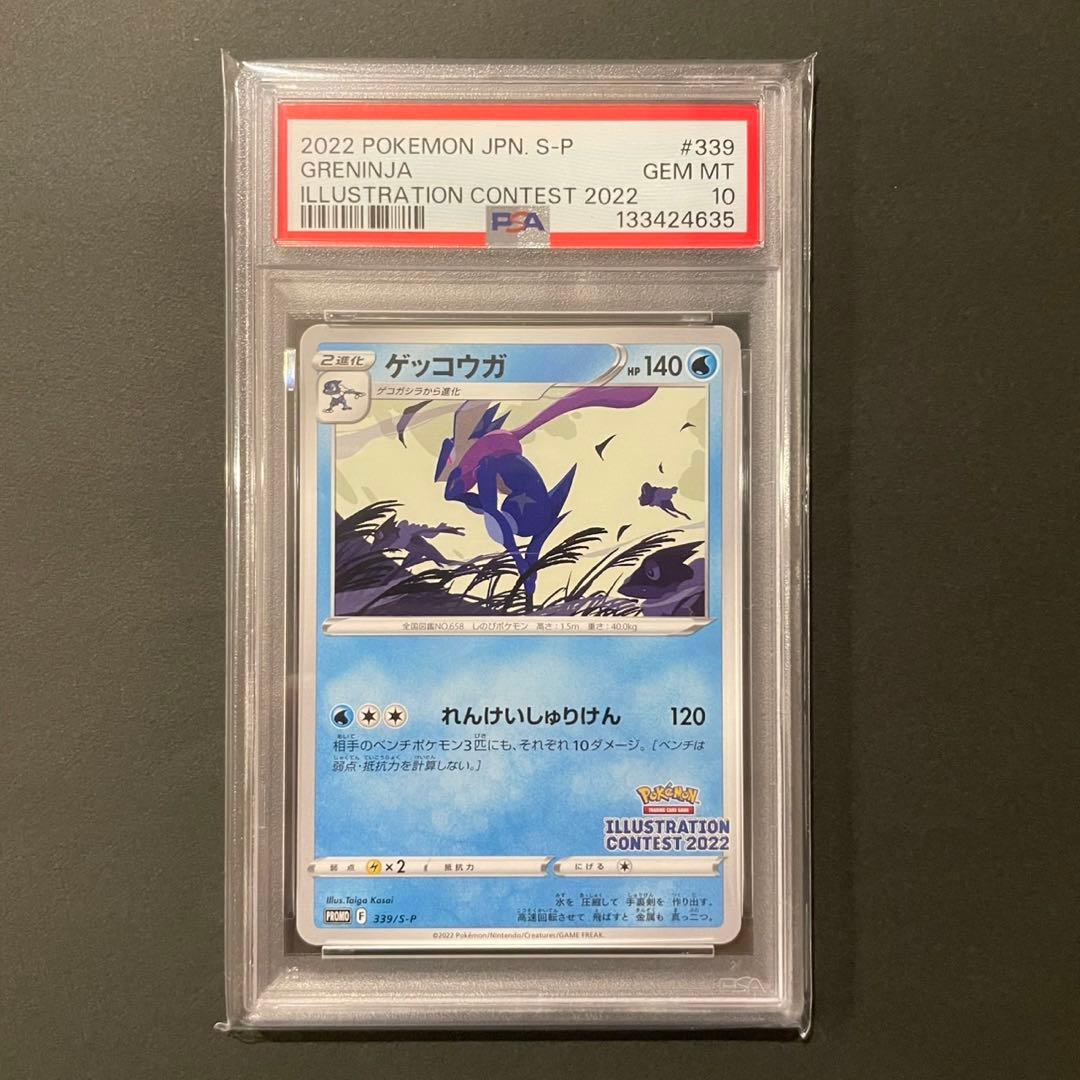 2022 POKEMON JPN. S-P #339
GRENINJA GEM MT
ILLUSTRATION CONTEST 2022 10
PSA 133424635
2進化 ゲッコウガ HP 140
ゲコガシラから進化
全国図鑑NO.658 しのびポケモン 高さ:1.5m 重さ:40.0kg
れんけいしゅりけん 120
相手のベンチポケモン3匹にも、それぞれ10ダメージ。[ベンチは
弱点・抵抗力を計算しない。]
POKéMON
TRADING CARD GAME
ILLUSTRATION
CONTEST 2022
弱点 ×2 抵抗力 にげる
Illus. Taiga Kasai
水を圧縮して手裏剣を作り出す。
高速回転させて飛ばすと金属も真っ二つ。
PROMO F 339/S-P
©2022 Pokémon/Nintendo/Creatures/GAME FREAK.
PSA